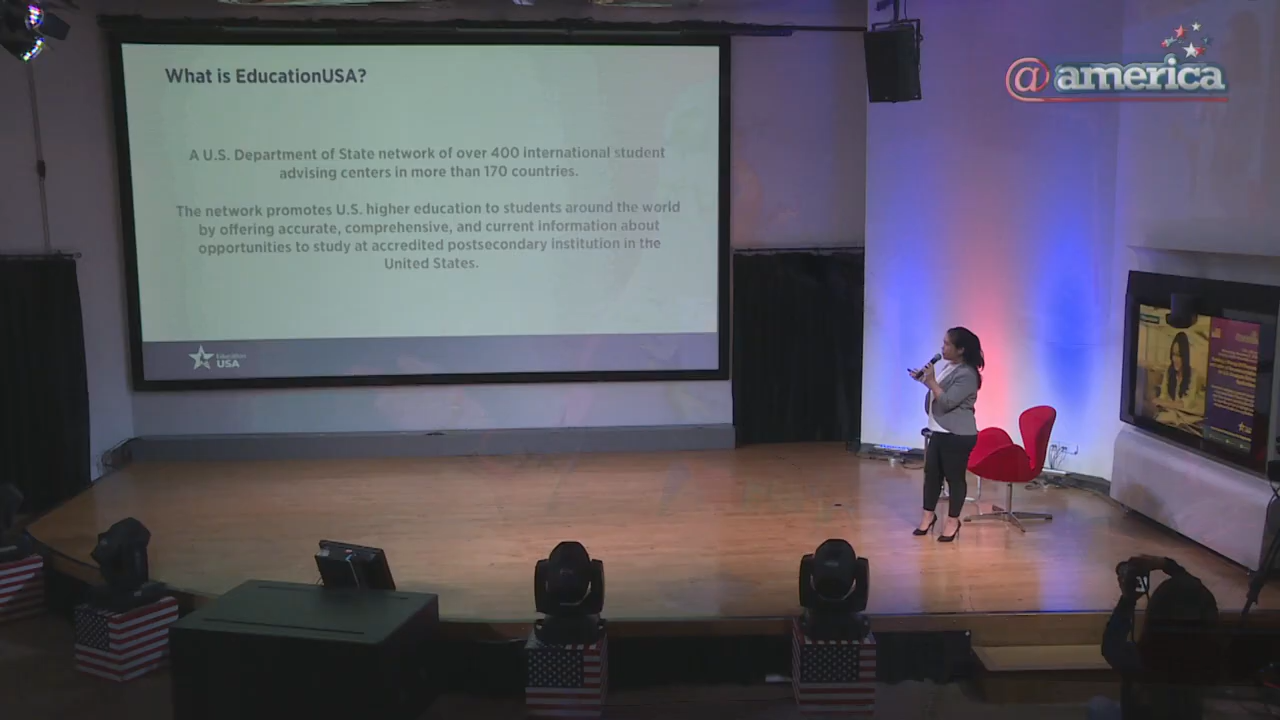 What is EducationUSA?
@america
A U.S. Department of State network of over 400 international student
advising centers in more than 170 countries.
The network promotes U.S. higher education to students around the world
by offering accurate, comprehensive, and current information about
opportunities to study at accredited postsecondary institution in the
United States.
Education
USA